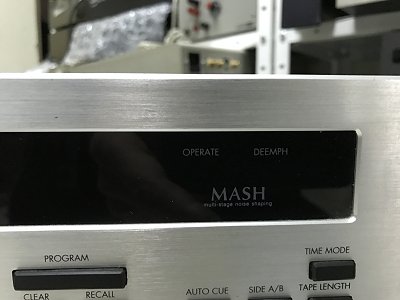 OPERATE DEEMPH
MASH
multi-stage noise shaping
TIME MODE
PROGRAM
CLEAR RECALL
AUTO CUE SIDE A/B TAPE LENGTH